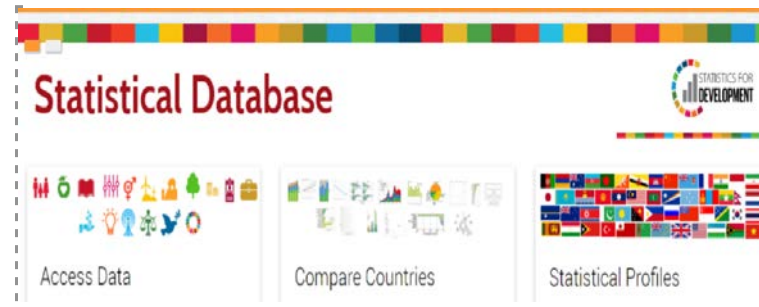 Statistical Database
STATISTICS FOR
DEVELOPMENT
Access Data
Compare Countries
Statistical Profiles